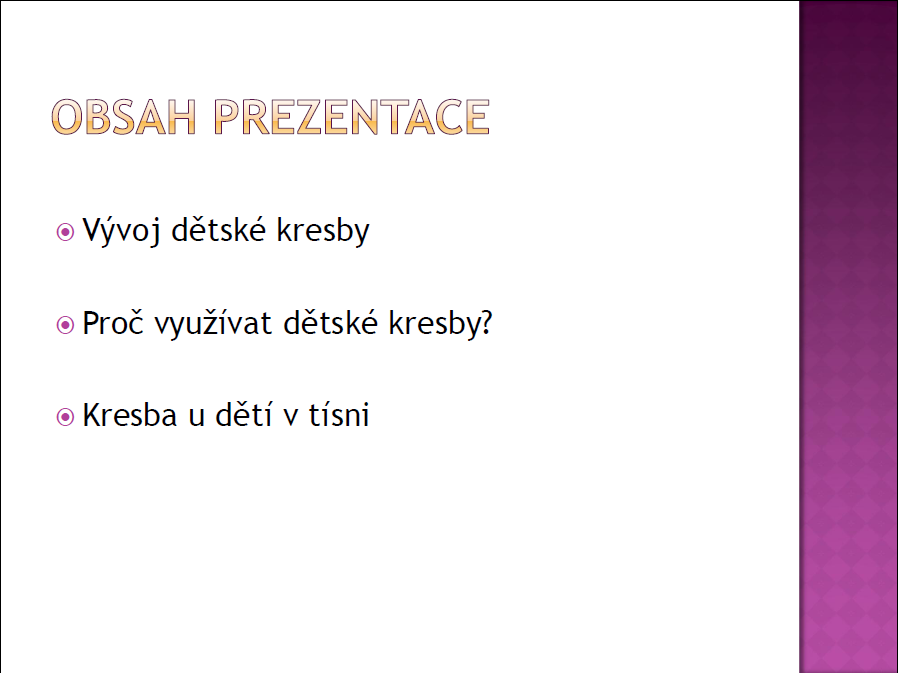 OBSAH PREZENTACE
Vývoj dětské kresby
Proč využívat dětské kresby?
Kresba u dětí v tísni